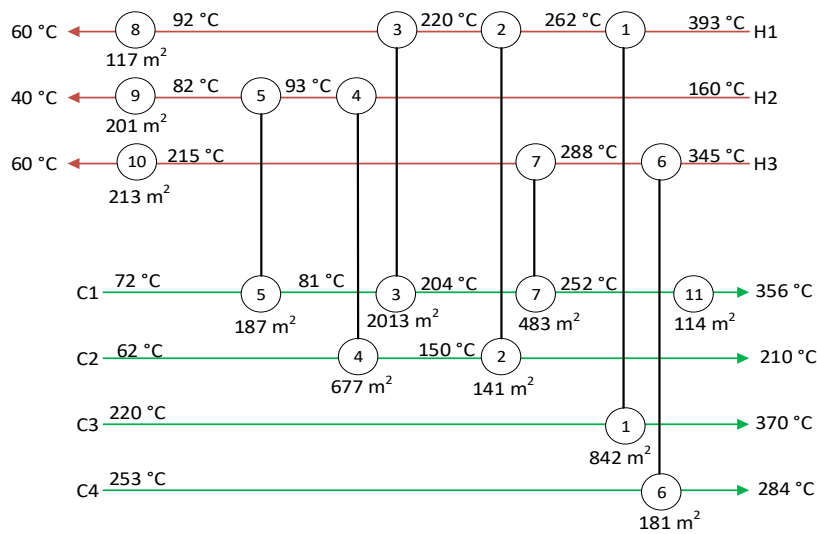 60 °C 8 92 °C 3 220 °C 2 262 °C 1 393 °C H1
117 m²
40 °C 9 82 °C 5 93 °C 4 160 °C H2
201 m²
60 °C 10 215 °C 7 288 °C 6 345 °C H3
213 m²
C1 72 °C 5 81 °C 3 204 °C 7 252 °C 11 356 °C
187 m² 2013 m² 483 m² 114 m²
C2 62 °C 4 150 °C 2 210 °C
677 m² 141 m²
C3 220 °C 1 370 °C
842 m²
C4 253 °C 6 284 °C
181 m²